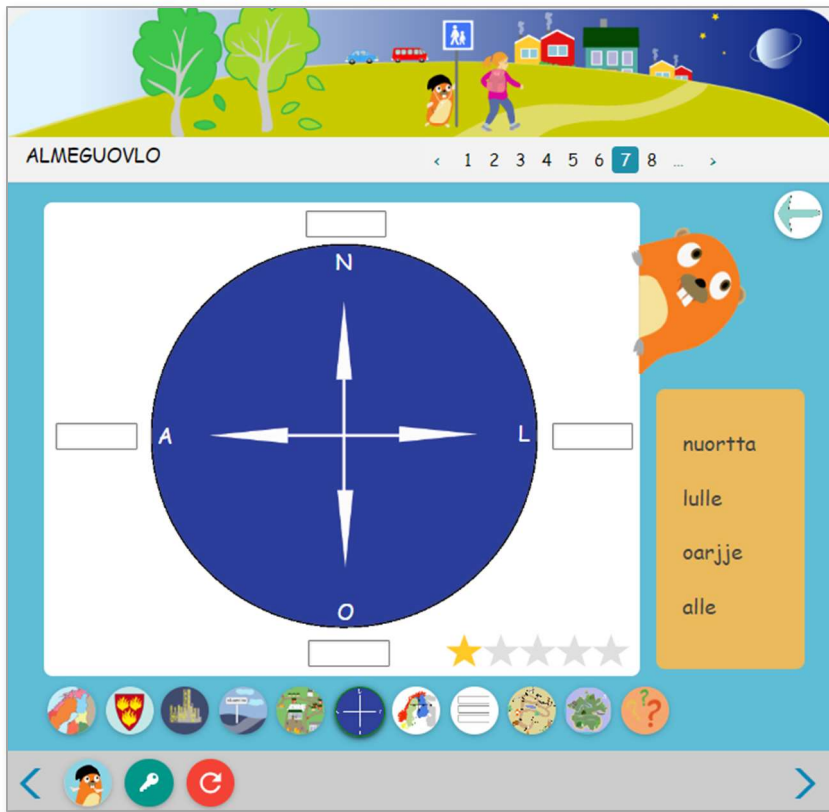 ALMEGUOVLO
‹ 1 2 3 4 5 6 7 8 ... ›
N
A
L
O
nuortta
lulle
oarjje
alle
??